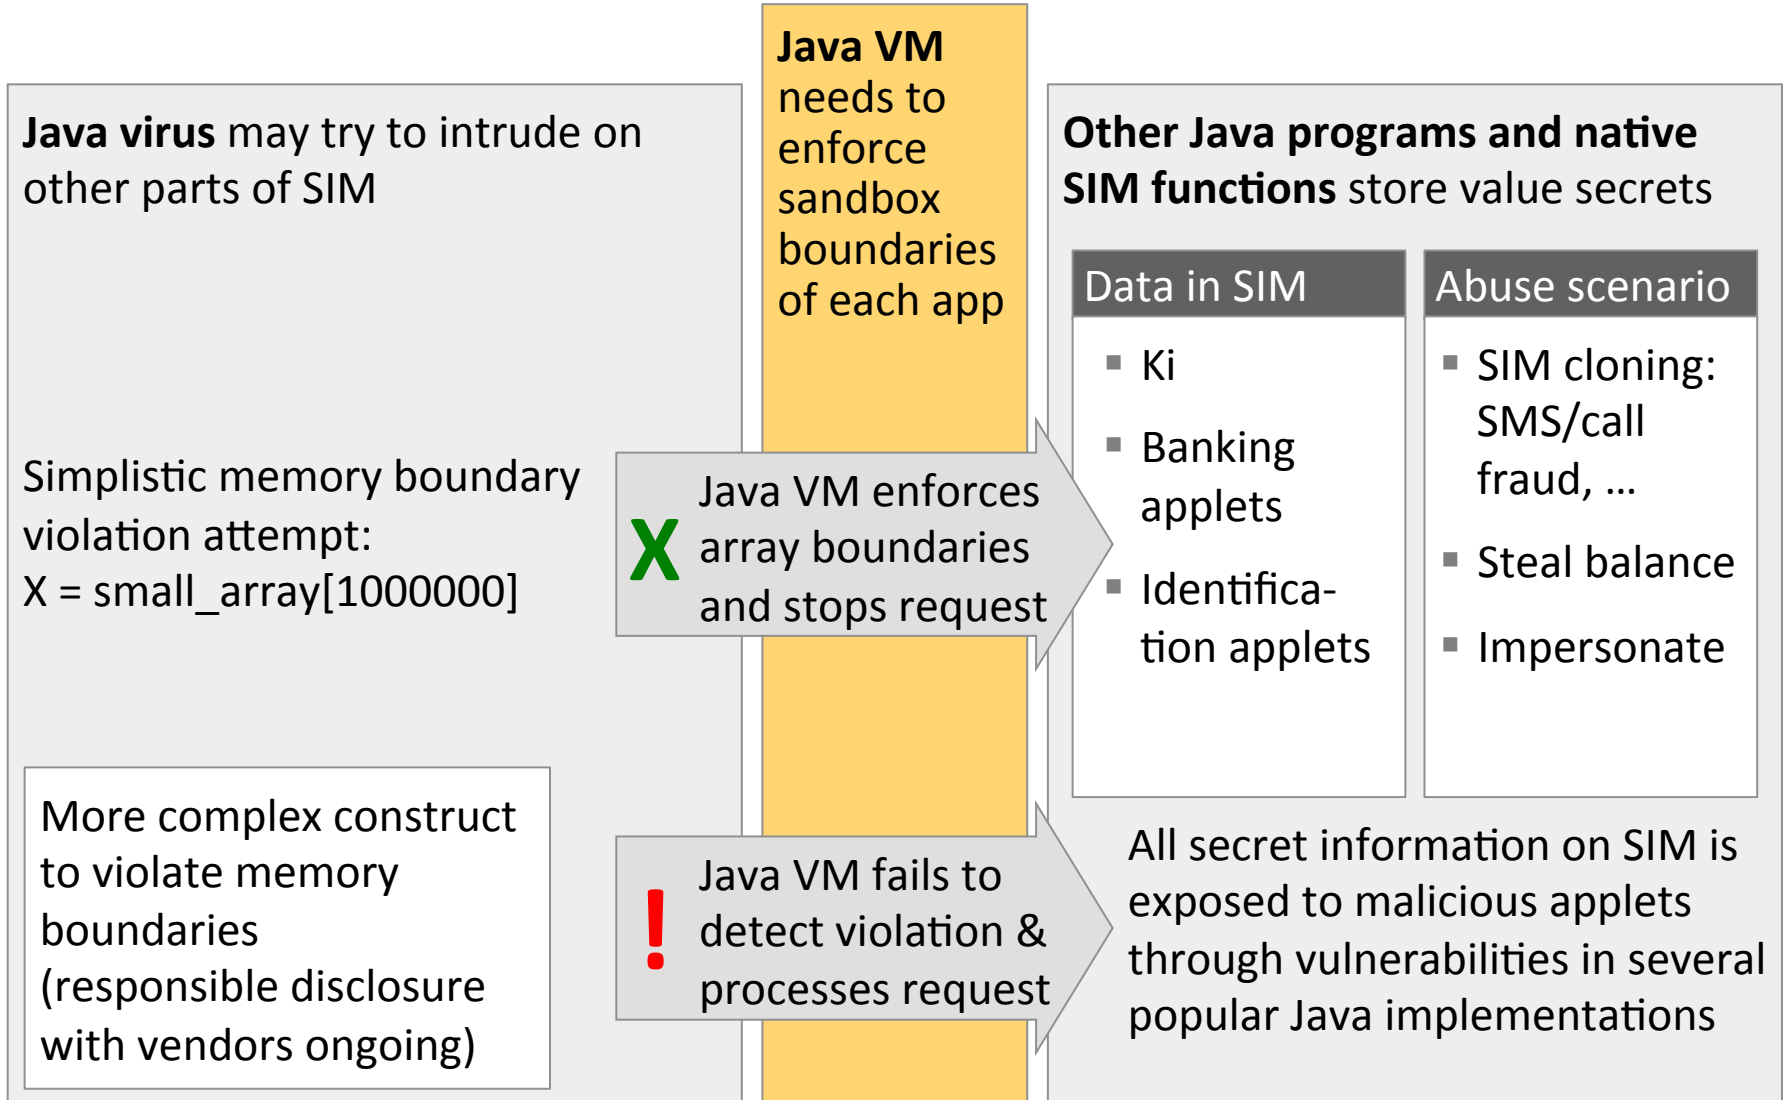 Java virus may try to intrude on
other parts of SIM
Simplistic memory boundary
violation attempt:
X = small_array[1000000]
More complex construct
to violate memory
boundaries
(responsible disclosure
with vendors ongoing)
Java VM
needs to
enforce
sandbox
boundaries
of each app
X
Java VM enforces
array boundaries
and stops request
!
Java VM fails to
detect violation &
processes request
Other Java programs and native
SIM functions store value secrets
Data in SIM
▪ Ki
▪ Banking
applets
▪ Identifica-
tion applets
Abuse scenario
▪ SIM cloning:
SMS/call
fraud, …
▪ Steal balance
▪ Impersonate
All secret information on SIM is
exposed to malicious applets
through vulnerabilities in several
popular Java implementations